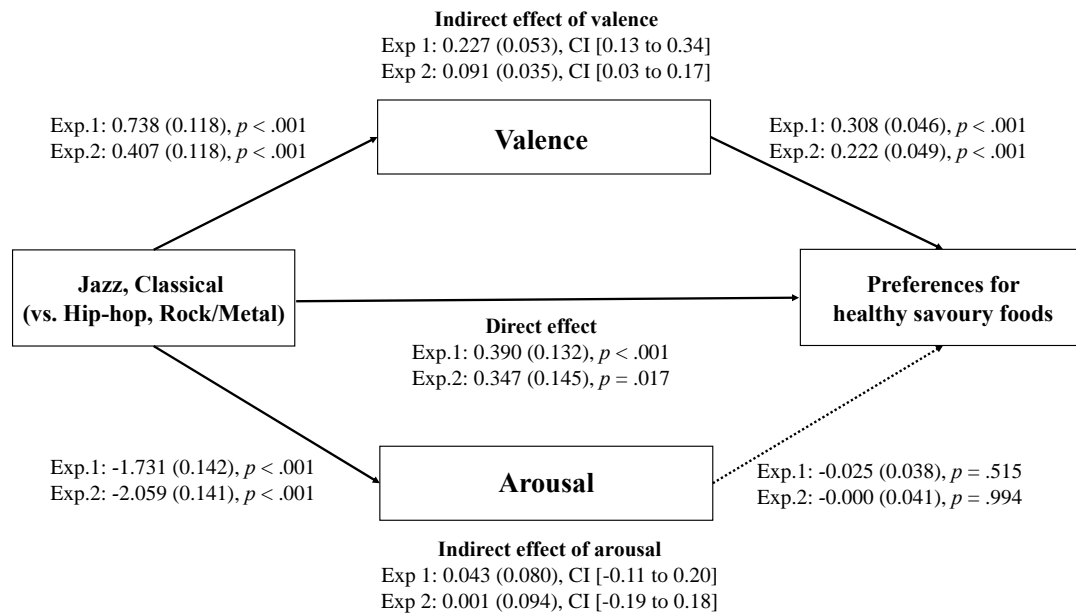 Indirect effect of valence
Exp 1: 0.227 (0.053), CI [0.13 to 0.34]
Exp 2: 0.091 (0.035), CI [0.03 to 0.17]
Exp.1: 0.738 (0.118), p < .001
Exp.2: 0.407 (0.118), p < .001
Valence
Exp.1: 0.308 (0.046), p < .001
Exp.2: 0.222 (0.049), p < .001
Jazz, Classical
(vs. Hip-hop, Rock/Metal)
Preferences for
healthy savoury foods
Direct effect
Exp.1: 0.390 (0.132), p < .001
Exp.2: 0.347 (0.145), p = .017
Exp.1: -1.731 (0.142), p < .001
Exp.2: -2.059 (0.141), p < .001
Arousal
Exp.1: -0.025 (0.038), p = .515
Exp.2: -0.000 (0.041), p = .994
Indirect effect of arousal
Exp 1: 0.043 (0.080), CI [-0.11 to 0.20]
Exp 2: 0.001 (0.094), CI [-0.19 to 0.18]